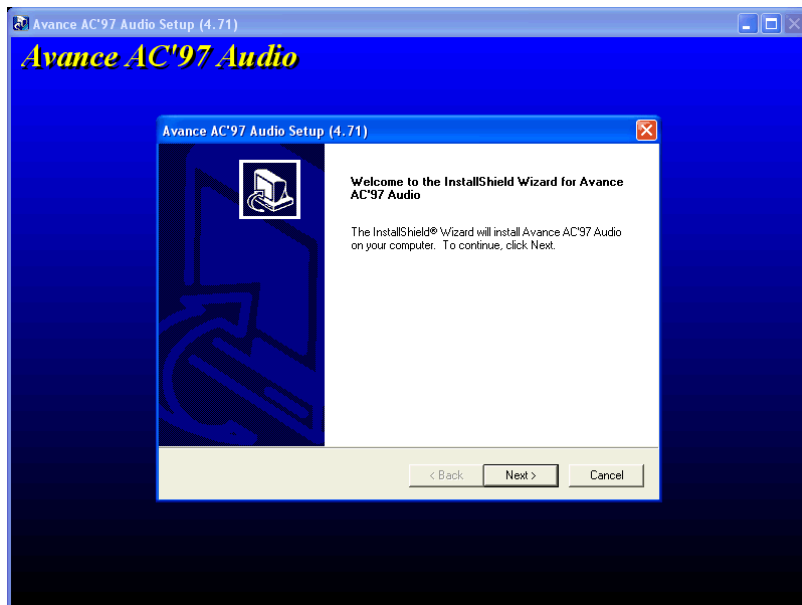 Avance AC'97 Audio Setup (4.71)
Avance AC'97 Audio
Avance AC'97 Audio Setup (4.71)
Welcome to the InstallShield Wizard for Avance
AC'97 Audio
The InstallShield® Wizard will install Avance AC'97 Audio
on your computer. To continue, click Next.
< Back Next > Cancel